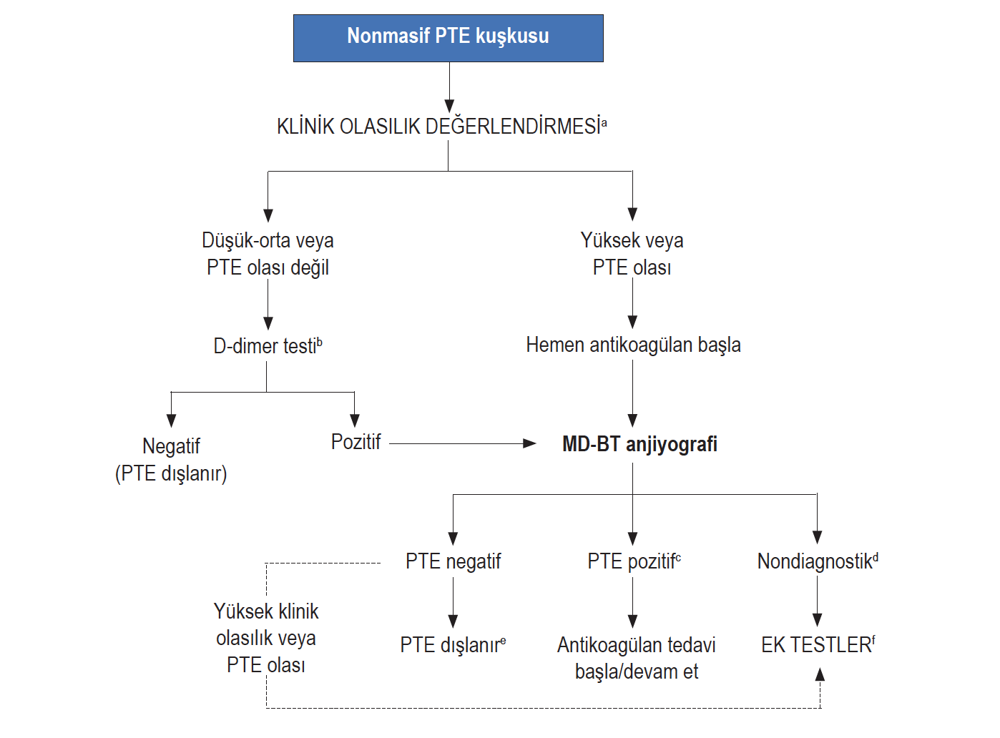 Nonmasif PTE kuşkusu
KLİNİK OLASILIK DEĞERLENDİRMESİᵃ
Düşük-orta veya
PTE olası değil
Yüksek veya
PTE olası
D-dimer testiᵇ
Hemen antikoagülan başla
Negatif
(PTE dışlanır)
Pozitif
MD-BT anjiyografi
PTE negatif
PTE pozitifᶜ
Nondiagnostikᵈ
Yüksek klinik
olasılık veya
PTE olası
PTE dışlanırᵉ
Antikoagülan tedavi
başla/devam et
EK TESTLERᶠ